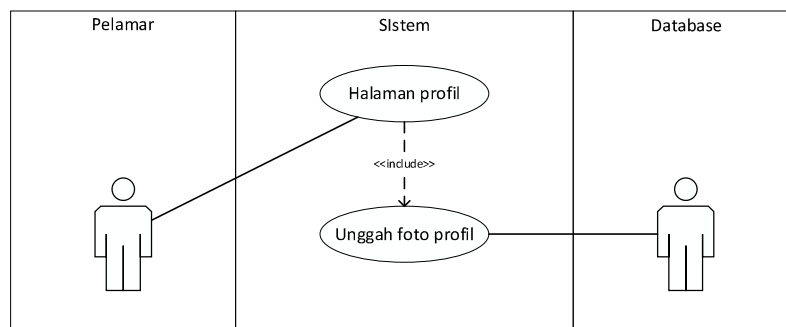 Pelamar
SIstem
Database
Halaman profil
<<include>>
Unggah foto profil